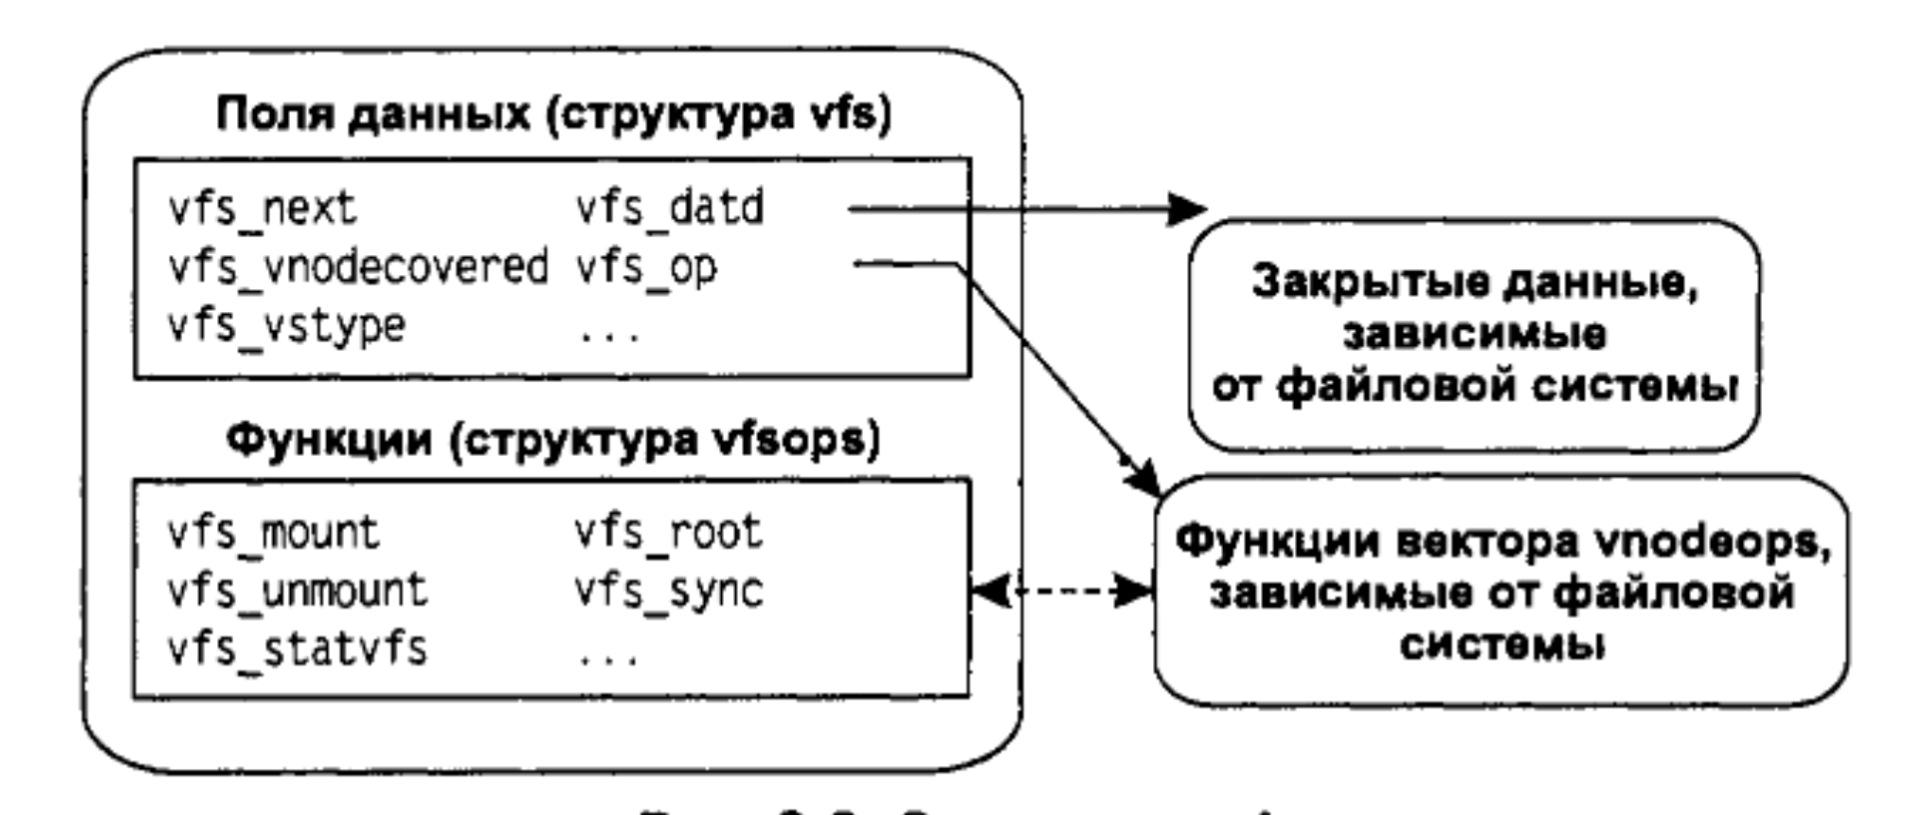 Поля данных (структура vfs)
vfs_next vfs_datd
vfs_vnodecovered vfs_op
vfs_vstype ...
Функции (структура vfsops)
vfs_mount vfs_root
vfs_unmount vfs_sync
vfs_statvfs ...
Закрытые данные,
зависимые
от файловой системы
Функции вектора vnodeops,
зависимые от файловой
системы